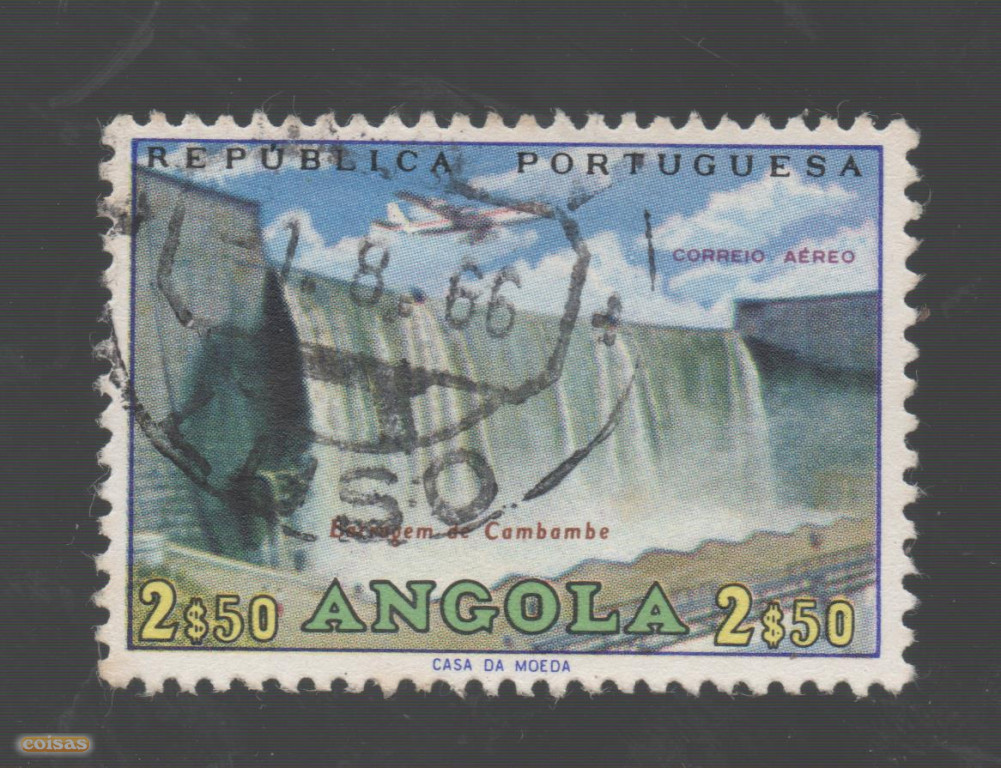 REPÚBLICA PORTUGUESA
1.8.66
CORREIO AÉREO
SO
Barragem de Cambambe
2$50 ANGOLA 2$50
CASA DA MOEDA
coisas